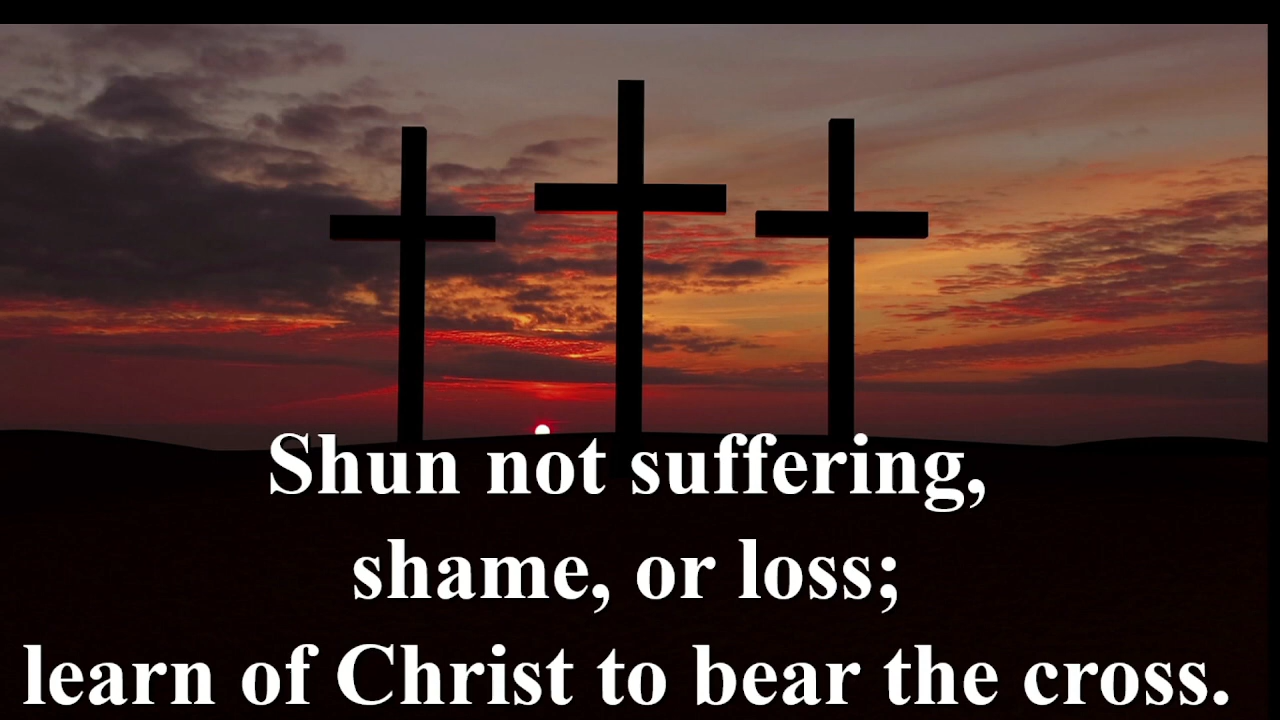 Shun not suffering,
shame, or loss;
learn of Christ to bear the cross.